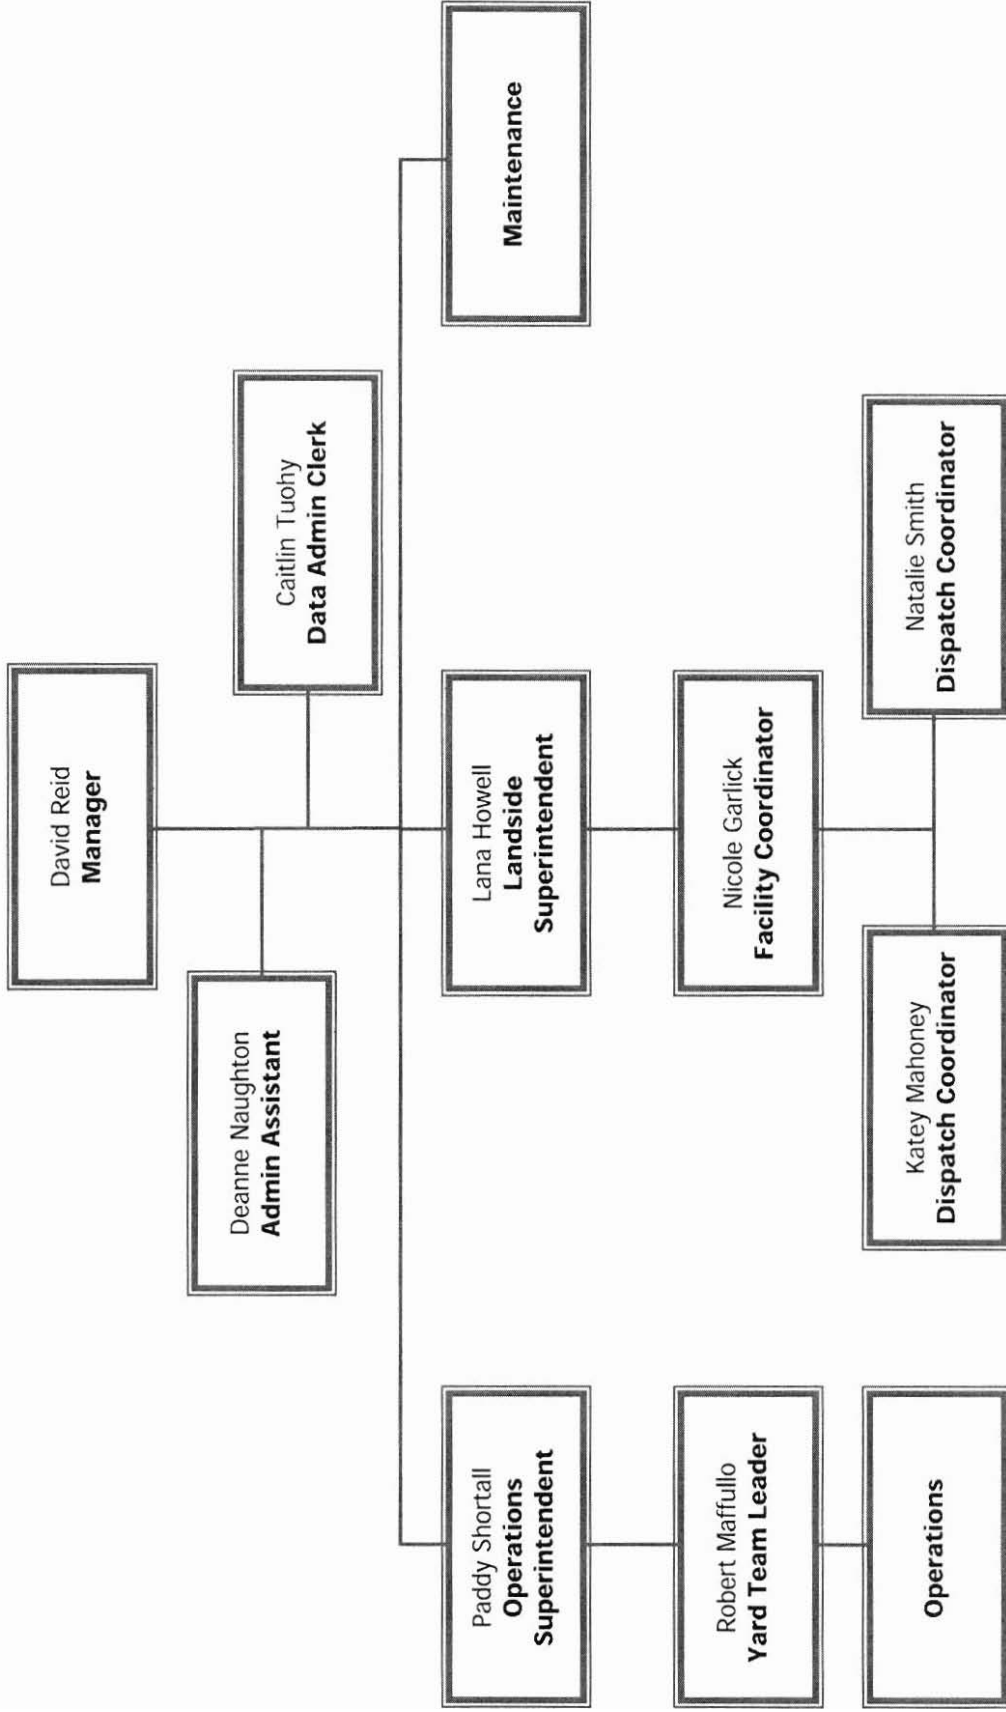 David Reid
Manager
Deanne Naughton
Admin Assistant
Caitlin Tuohy
Data Admin Clerk
Paddy Shortall
Operations
Superintendent
Lana Howell
Landside
Superintendent
Maintenance
Robert Maffullo
Yard Team Leader
Nicole Garlick
Facility Coordinator
Operations
Katey Mahoney
Dispatch Coordinator
Natalie Smith
Dispatch Coordinator